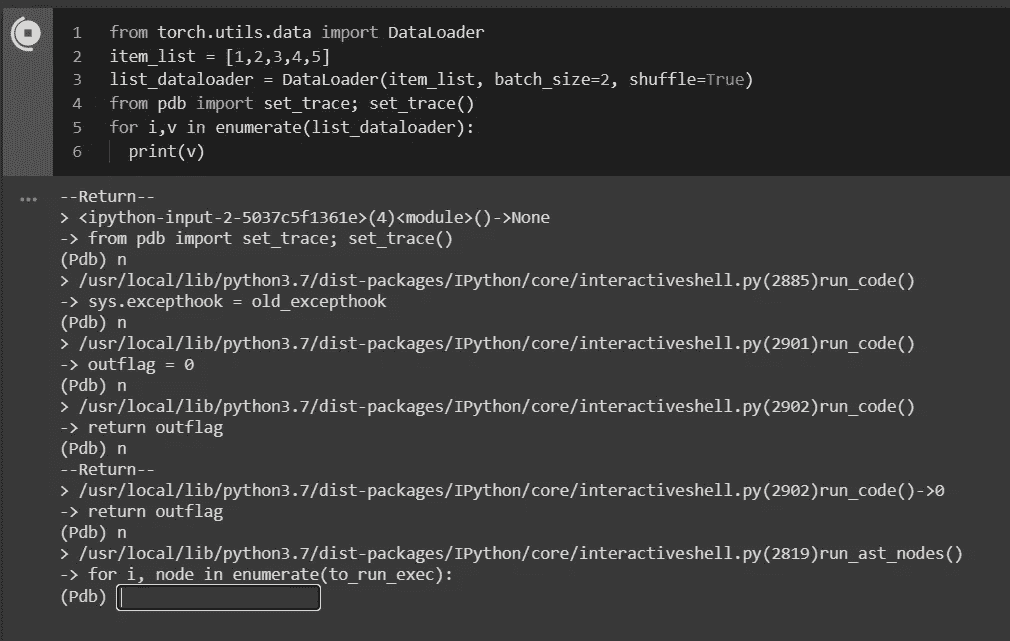 1 from torch.utils.data import DataLoader
2 item_list = [1,2,3,4,5]
3 list_dataloader = DataLoader(item_list, batch_size=2, shuffle=True)
4 from pdb import set_trace; set_trace()
5 for i,v in enumerate(list_dataloader):
6   print(v)
--Return--
> <ipython-input-2-5037c5f1361e>(4)<module>()->None
-> from pdb import set_trace; set_trace()
(Pdb) n
> /usr/local/lib/python3.7/dist-packages/IPython/core/interactiveshell.py(2885)run_code()
-> sys.excepthook = old_excepthook
(Pdb) n
> /usr/local/lib/python3.7/dist-packages/IPython/core/interactiveshell.py(2901)run_code()
-> outflag = 0
(Pdb) n
> /usr/local/lib/python3.7/dist-packages/IPython/core/interactiveshell.py(2902)run_code()
-> return outflag
(Pdb) n
--Return--
> /usr/local/lib/python3.7/dist-packages/IPython/core/interactiveshell.py(2902)run_code()->0
-> return outflag
(Pdb) n
> /usr/local/lib/python3.7/dist-packages/IPython/core/interactiveshell.py(2819)run_ast_nodes()
-> for i, node in enumerate(to_run_exec):
(Pdb)